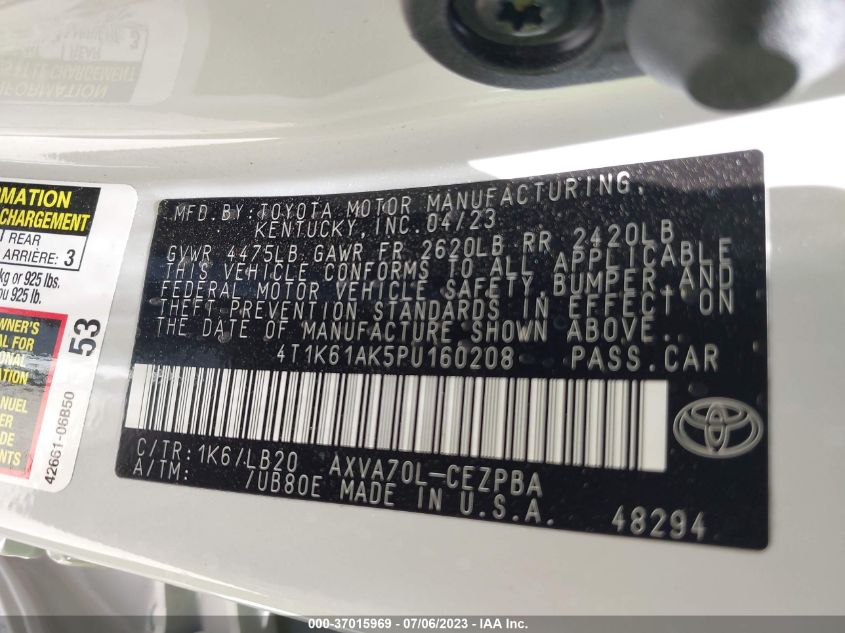 MFD. BY: TOYOTA MOTOR MANUFACTURING,
KENTUCKY, INC. 04/23
GVWR 4475LB GAWR FR 2620LB RR 2420LB
THIS VEHICLE CONFORMS TO ALL APPLICABLE
FEDERAL MOTOR VEHICLE SAFETY, BUMPER, AND
THEFT PREVENTION STANDARDS IN EFFECT ON
THE DATE OF MANUFACTURE SHOWN ABOVE.
4T1K61AK5PU160208 PASS.CAR
C/TR: 1K6/LB20 AXVA70L-CEZPBA
A/TM: /UB80E MADE IN U.S.A.
48294
CHARGEMENT
REAR
ARRIÈRE: 3
kg or 925 lbs.
ou 925 lb.
53
42661-06B50
000-37015969 - 07/06/2023 - IAA Inc.